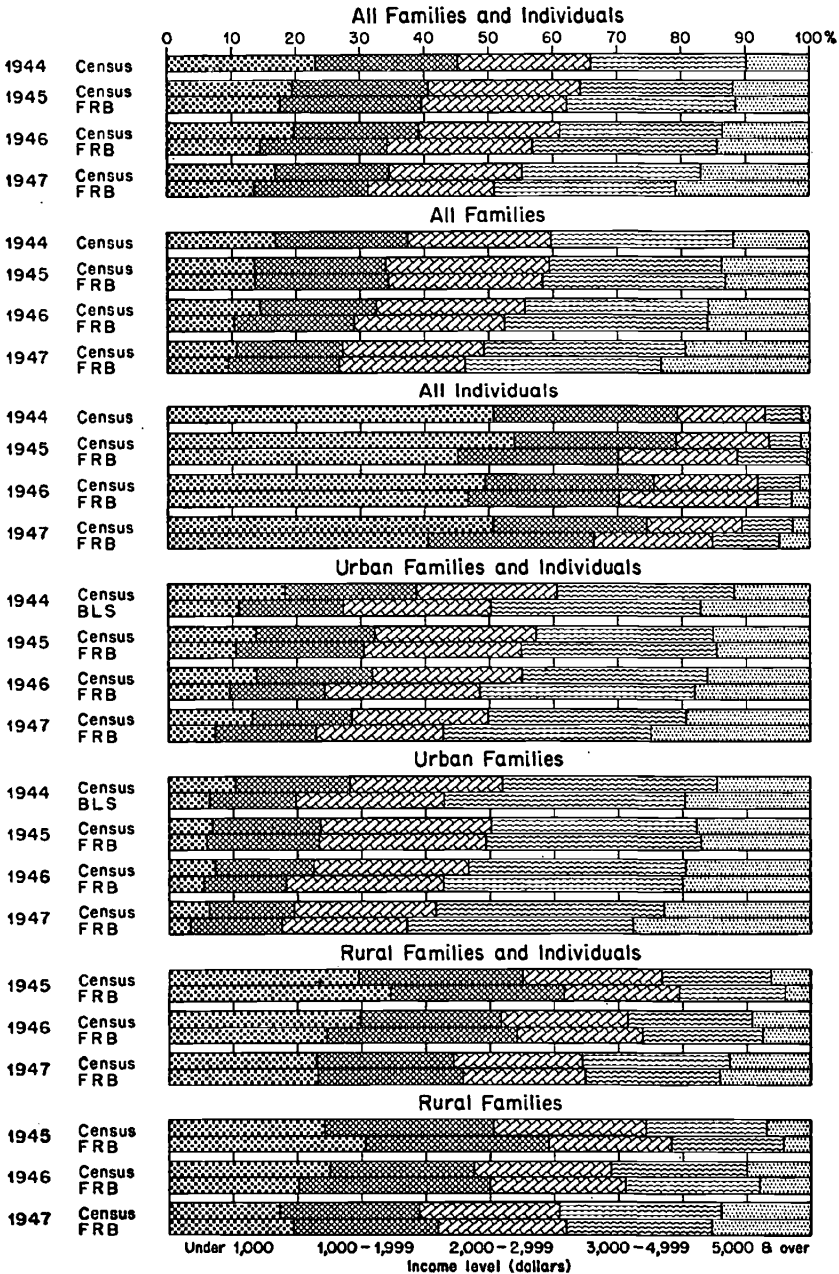 All Families and Individuals
0 10 20 30 40 50 60 70 80 90 100%
1944 Census
1945 Census
FRB
1946 Census
FRB
1947 Census
FRB
All Families
1944 Census
1945 Census
FRB
1946 Census
FRB
1947 Census
FRB
All Individuals
1944 Census
1945 Census
FRB
1946 Census
FRB
1947 Census
FRB
Urban Families and Individuals
1944 Census
BLS
1945 Census
FRB
1946 Census
FRB
1947 Census
FRB
Urban Families
1944 Census
BLS
1945 Census
FRB
1946 Census
FRB
1947 Census
FRB
Rural Families and Individuals
1945 Census
FRB
1946 Census
FRB
1947 Census
FRB
Rural Families
1945 Census
FRB
1946 Census
FRB
1947 Census
FRB
Under 1,000 1,000-1,999 2,000-2,999 3,000-4,999 5,000 & over
Income level (dollars)